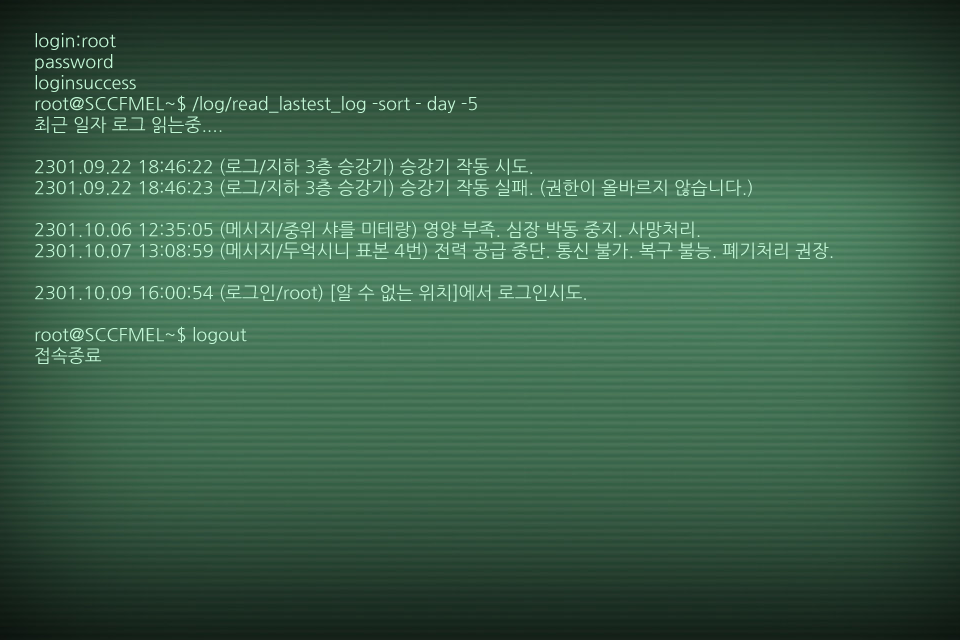 login:root
password
loginsuccess
root@SCCFMEL~$ /log/read_lastest_log -sort - day -5
최근 일자 로그 읽는중....
2301.09.22 18:46:22 (로그/지하 3층 승강기) 승강기 작동 시도.
2301.09.22 18:46:23 (로그/지하 3층 승강기) 승강기 작동 실패. (권한이 올바르지 않습니다.)
2301.10.06 12:35:05 (메시지/중위 샤를 미테랑) 영양 부족. 심장 박동 중지. 사망처리.
2301.10.07 13:08:59 (메시지/두억시니 표본 4번) 전력 공급 중단. 통신 불가. 복구 불능. 폐기처리 권장.
2301.10.09 16:00:54 (로그인/root) [알 수 없는 위치]에서 로그인시도.
root@SCCFMEL~$ logout
접속종료